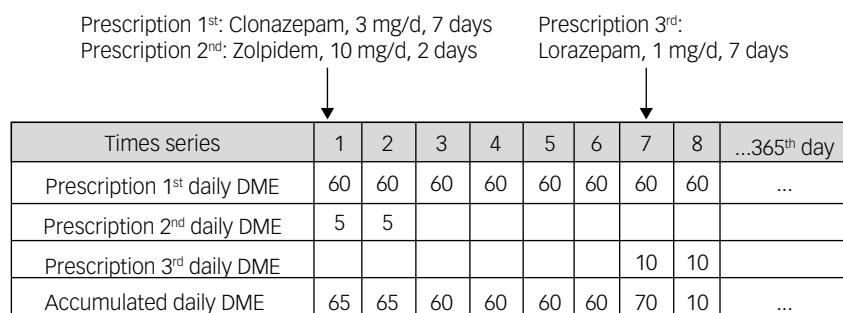 Prescription 1st: Clonazepam, 3 mg/d, 7 days
Prescription 2nd: Zolpidem, 10 mg/d, 2 days
Prescription 3rd:
Lorazepam, 1 mg/d, 7 days
Times series 1 2 3 4 5 6 7 8 ...365th day
Prescription 1st daily DME 60 60 60 60 60 60 60 60 ...
Prescription 2nd daily DME 5 5
Prescription 3rd daily DME 10 10
Accumulated daily DME 65 65 60 60 60 60 70 10 ...